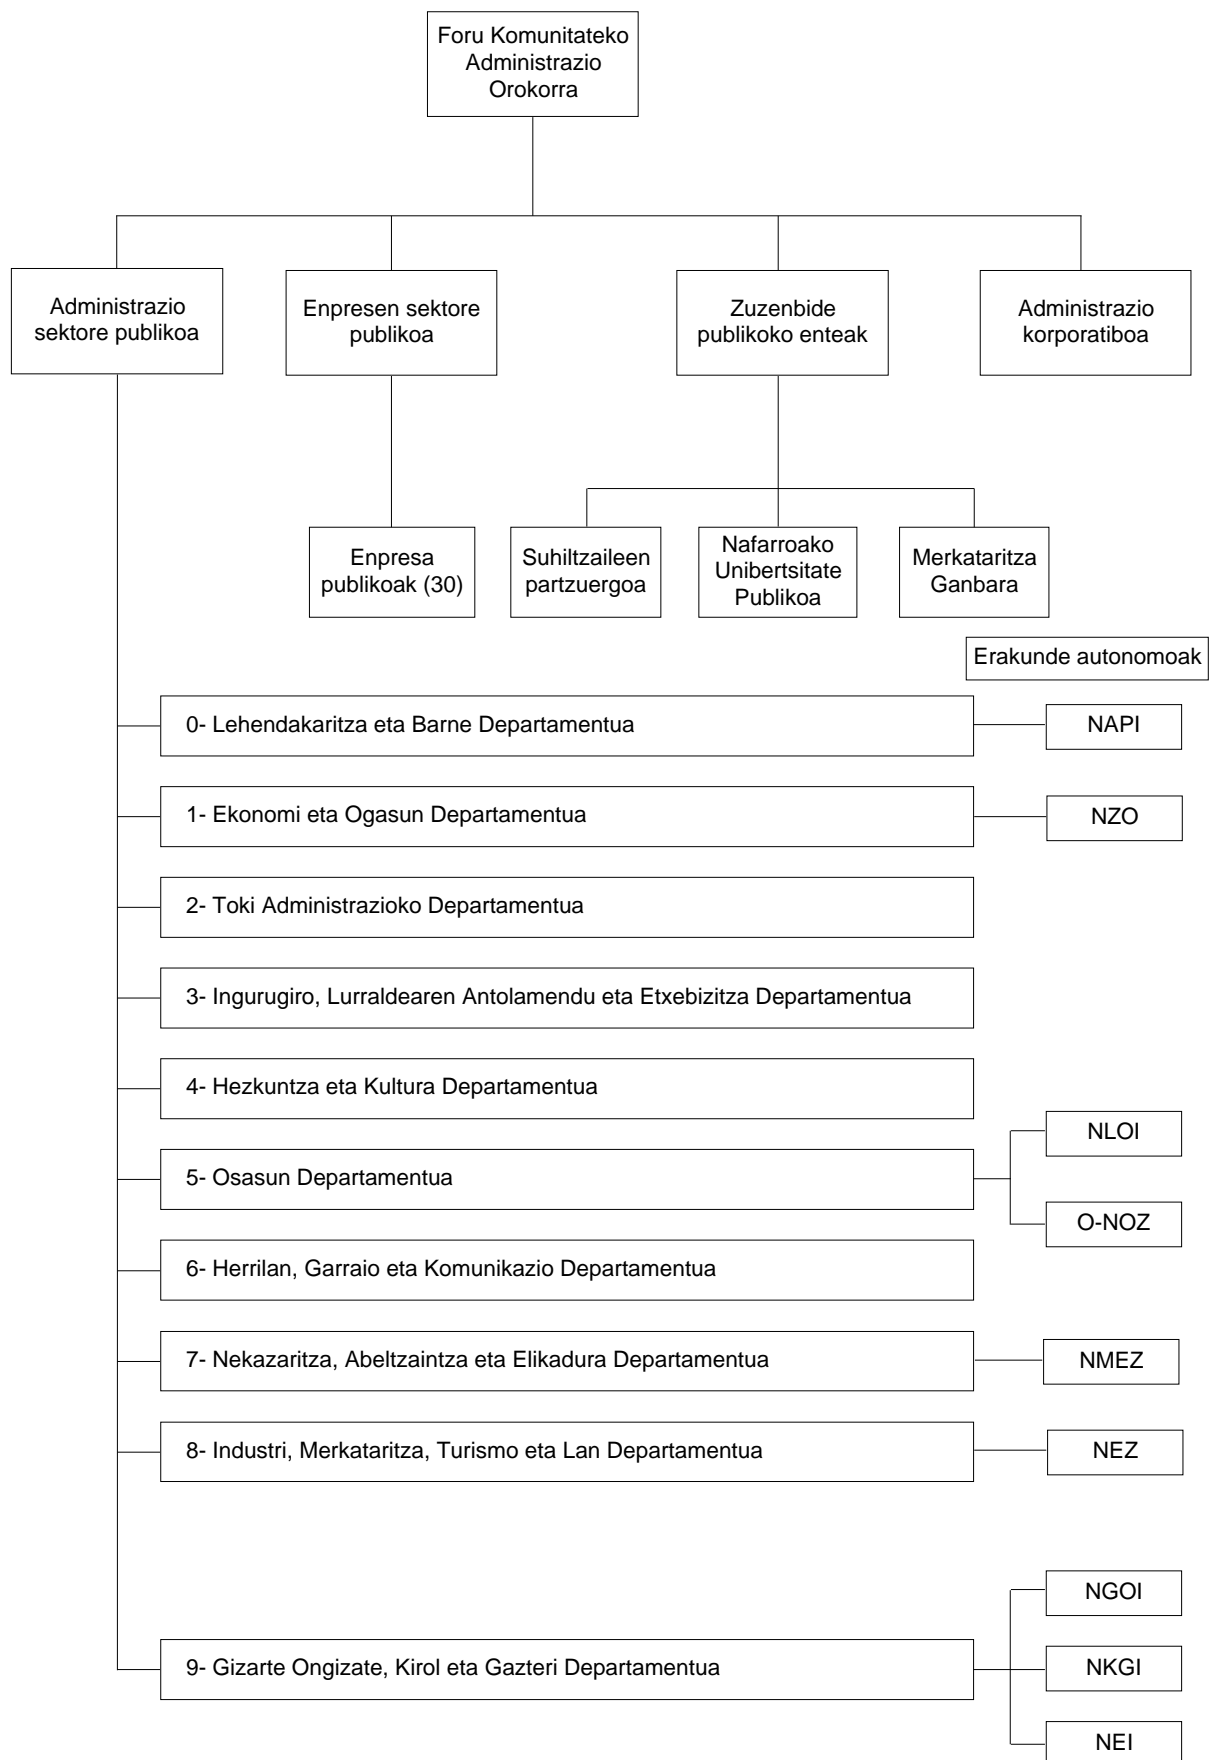 Foru Komunitateko
Administrazio
Orokorra
Administrazio
sektore publikoa
Enpresen sektore
publikoa
Zuzenbide
publikoko enteak
Administrazio
korporatiboa
Enpresa
publikoak (30)
Suhiltzaileen
partzuergoa
Nafarroako
Unibertsitate
Publikoa
Merkataritza
Ganbara
Erakunde autonomoak
0- Lehendakaritza eta Barne Departamentua
NAPI
1- Ekonomi eta Ogasun Departamentua
NZO
2- Toki Administrazioko Departamentua
3- Ingurugiro, Lurraldearen Antolamendu eta Etxebizitza Departamentua
4- Hezkuntza eta Kultura Departamentua
NLOI
5- Osasun Departamentua
O-NOZ
6- Herrilan, Garraio eta Komunikazio Departamentua
7- Nekazaritza, Abeltzaintza eta Elikadura Departamentua
NMEZ
8- Industri, Merkataritza, Turismo eta Lan Departamentua
NEZ
NGOI
9- Gizarte Ongizate, Kirol eta Gazteri Departamentua
NKGI
NEI